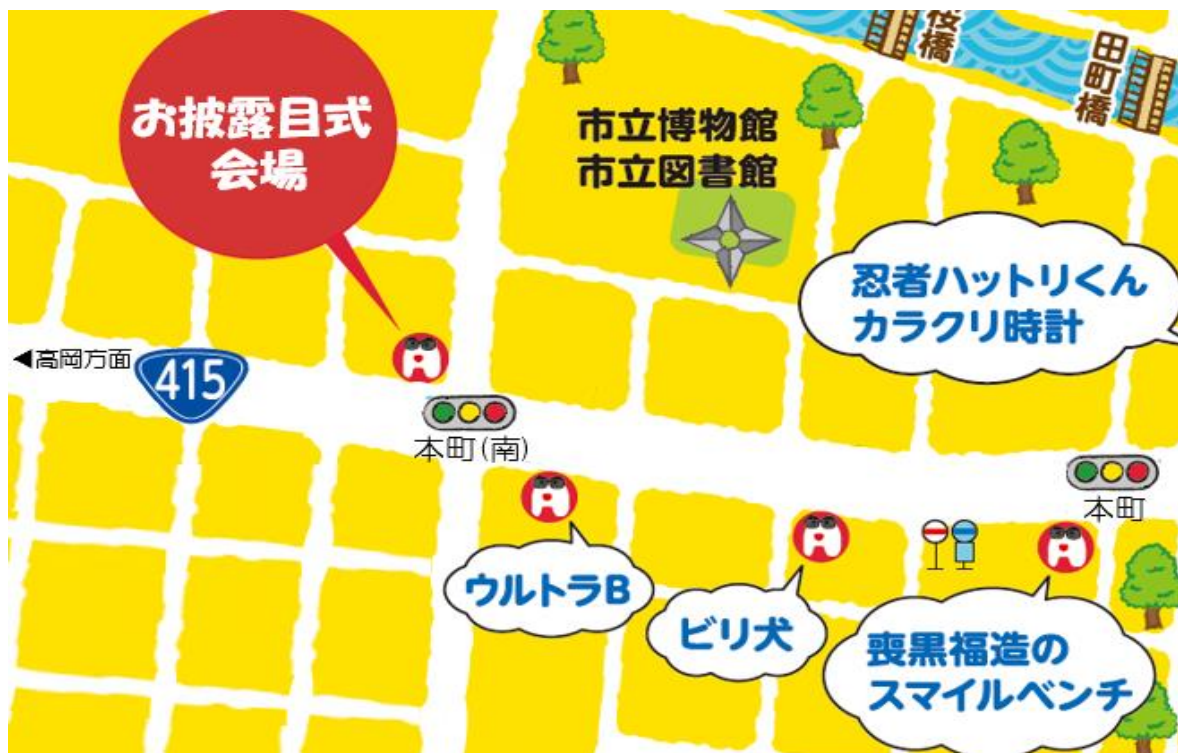 桜橋
田町橋
お披露目式
会場
市立博物館
市立図書館
忍者ハットリくん
カラクリ時計
◀高岡方面
415
本町(南)
本町
ウルトラB
ビリ犬
喪黒福造の
スマイルベンチ